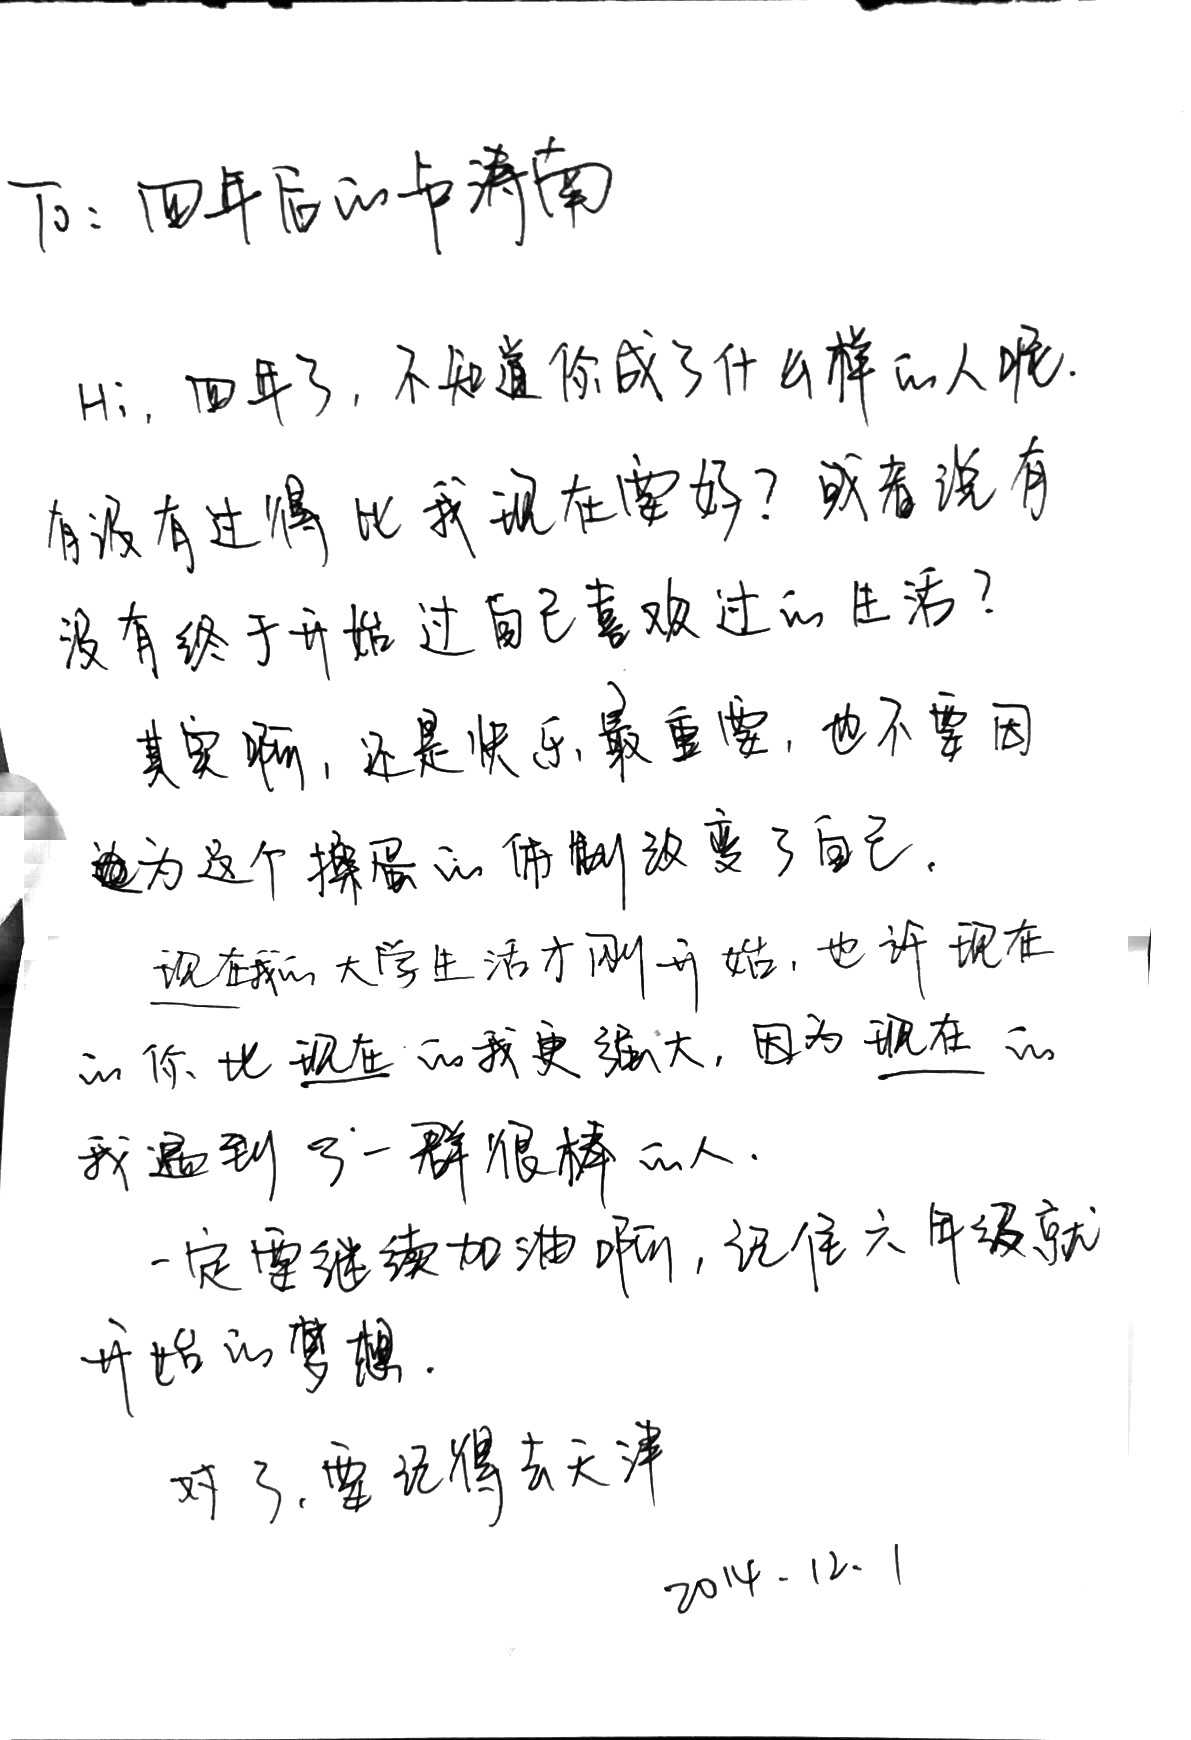 To: 四年后的卢涛南
Hi, 四年了, 不知道你成了什么样的人呢.
有没有过得比我现在要好? 或者说有
没有终于开始过自己喜欢过的生活?
其实啊, 还是快乐最重要, 也不要因
为这个操蛋的体制改变了自己.
现在我的大学生活才刚开始, 也许现在
的你比现在的我更强大, 因为现在的
我遇到了一群很棒的人.
一定要继续加油啊, 记住六年级就
开始的梦想.
对了, 要记得去天津
2014-12-1